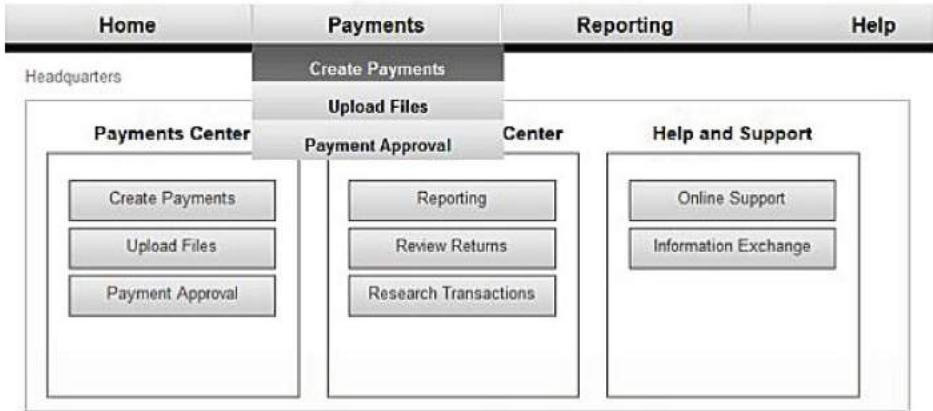 Home Payments Reporting Help
Create Payments
Headquarters
Upload Files
Payments Center Center Help and Support
Payment Approval
Create Payments Reporting Online Support
Upload Files Review Returns Information Exchange
Payment Approval Research Transactions